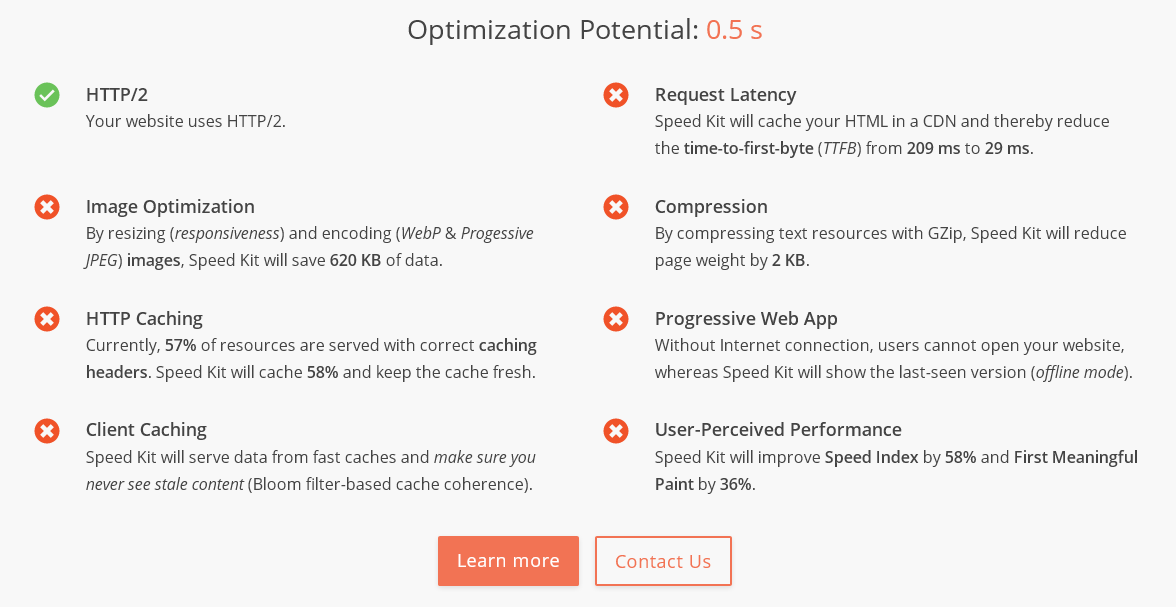 Optimization Potential: 0.5 s
HTTP/2
Your website uses HTTP/2.
Request Latency
Speed Kit will cache your HTML in a CDN and thereby reduce
the time-to-first-byte (TTFB) from 209 ms to 29 ms.
Image Optimization
By resizing (responsiveness) and encoding (WebP & Progessive
JPEG) images, Speed Kit will save 620 KB of data.
Compression
By compressing text resources with GZip, Speed Kit will reduce
page weight by 2 KB.
HTTP Caching
Currently, 57% of resources are served with correct caching
headers. Speed Kit will cache 58% and keep the cache fresh.
Progressive Web App
Without Internet connection, users cannot open your website,
whereas Speed Kit will show the last-seen version (offline mode).
Client Caching
Speed Kit will serve data from fast caches and make sure you
never see stale content (Bloom filter-based cache coherence).
User-Perceived Performance
Speed Kit will improve Speed Index by 58% and First Meaningful
Paint by 36%.
Learn more
Contact Us